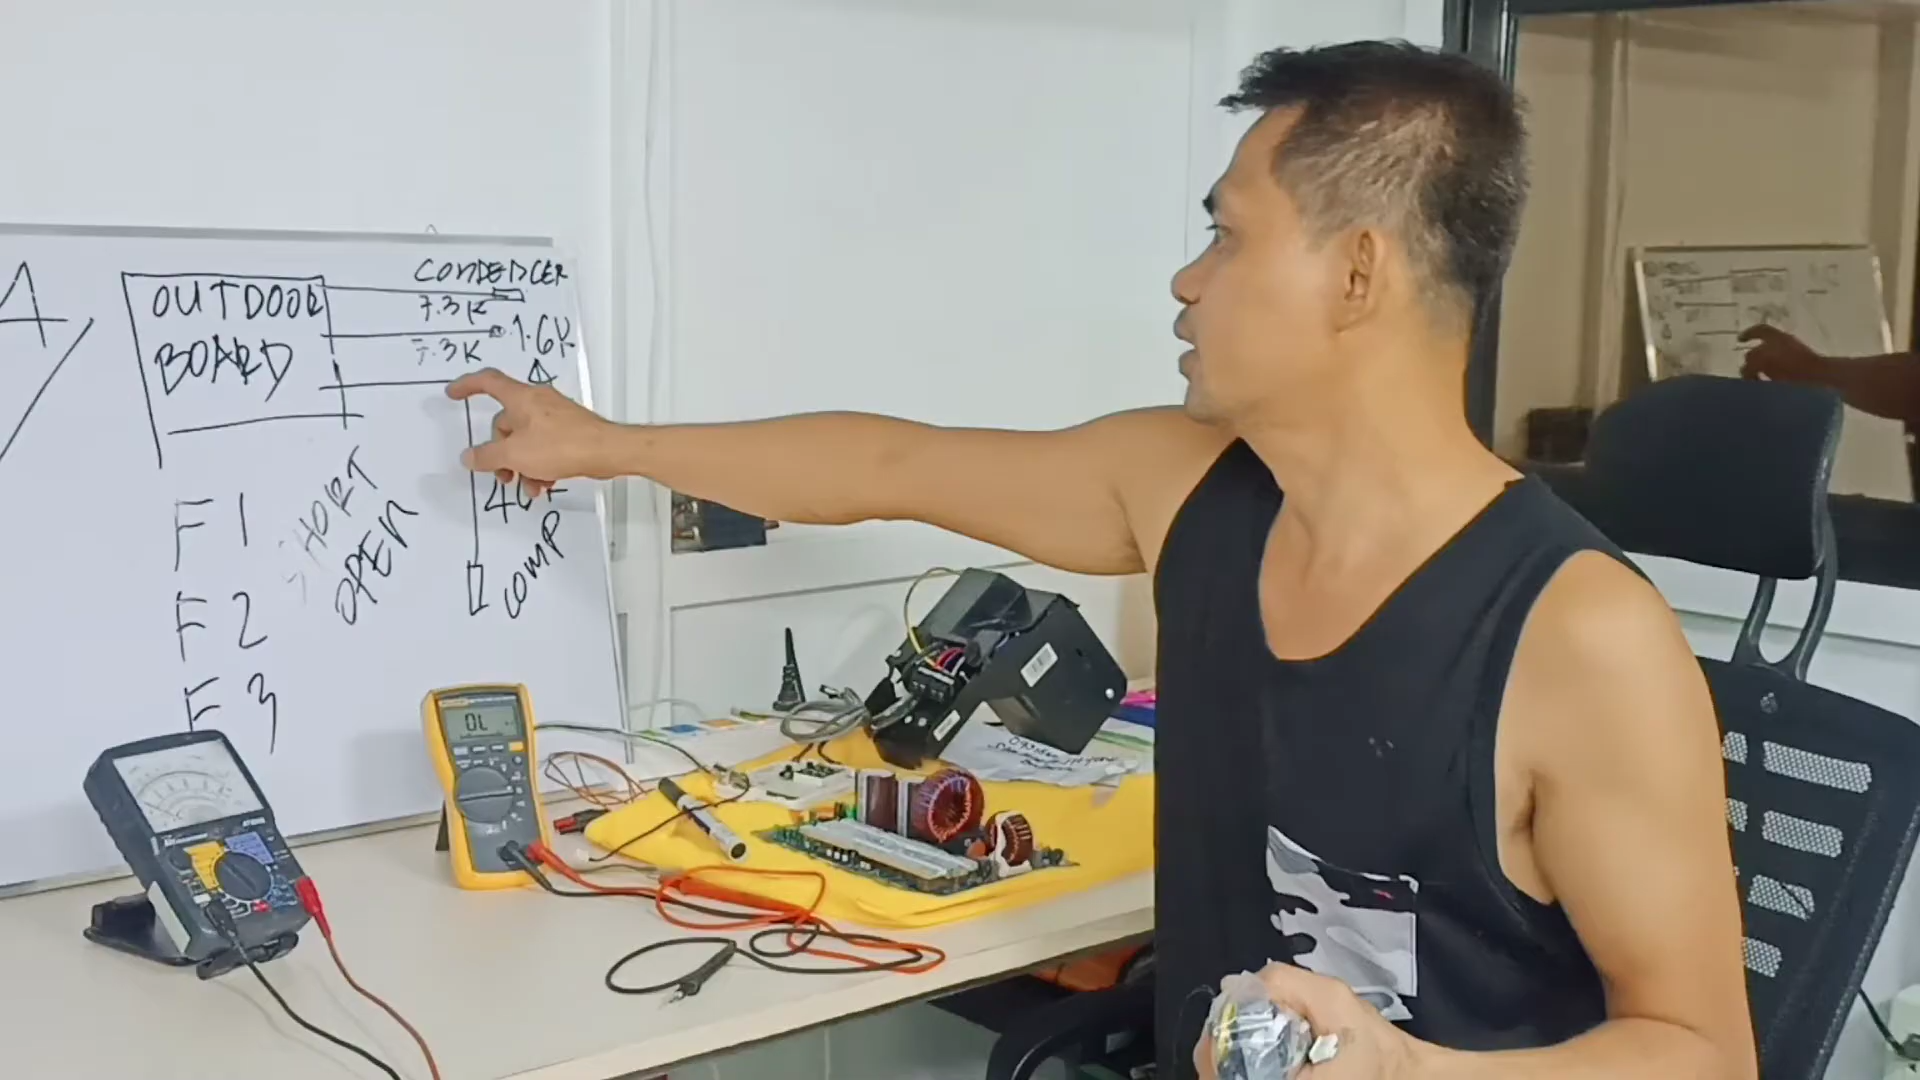 A
CONDENCER
OUTDOOR
BOARD
7.3K
7.3K
1.6K
A
COMP
SHORT
OPEN
F1
F2
F3
OL